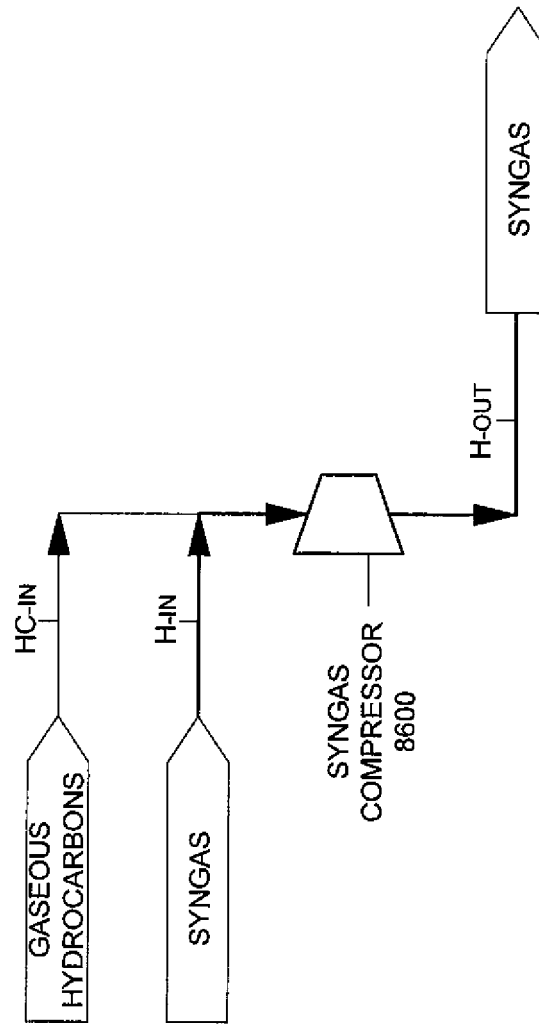 GASEOUS
HYDROCARBONS
HC-IN
SYNGAS
H-IN
SYNGAS
COMPRESSOR
8600
H-OUT
SYNGAS